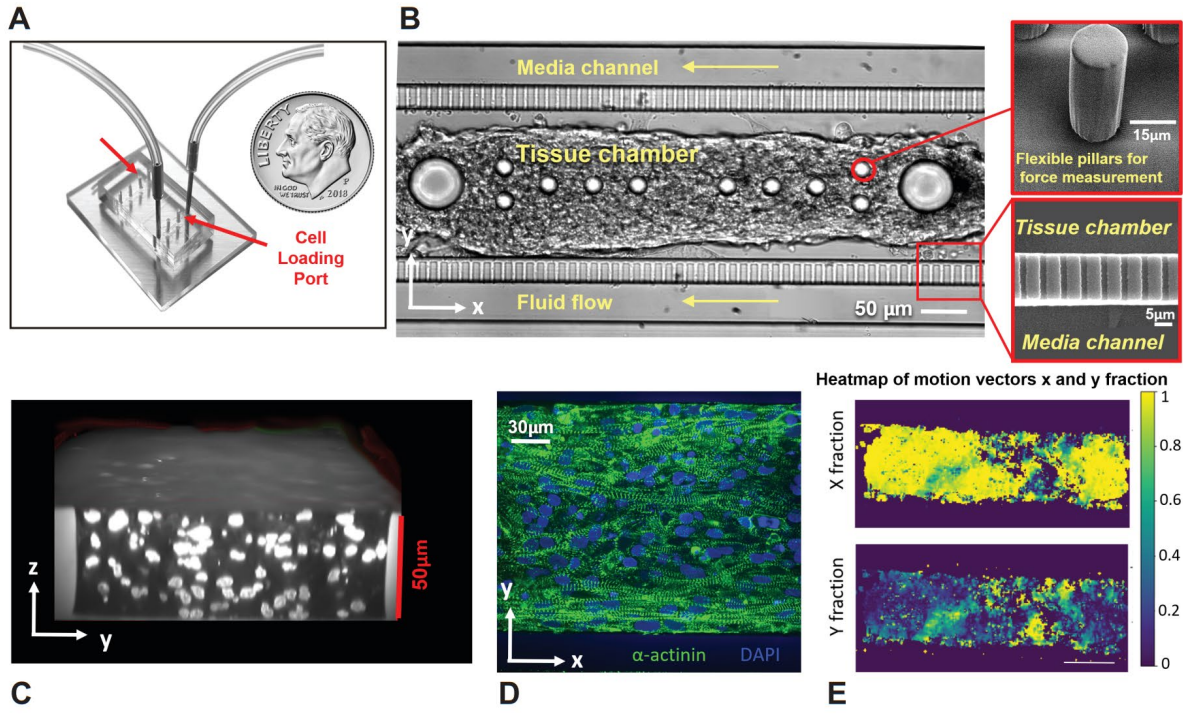 A
LIBERTY
IN GOD
WE TRUST
P
2018
Cell
Loading
Port
B
Media channel
Tissue chamber
y
x
Fluid flow
50 μm
15μm
Flexible pillars for
force measurement
Tissue chamber
5μm
Media channel
z
y
50μm
C
30μm
y
x
α-actinin DAPI
D
Heatmap of motion vectors x and y fraction
X fraction
Y fraction
1
0.8
0.6
0.4
0.2
0
E